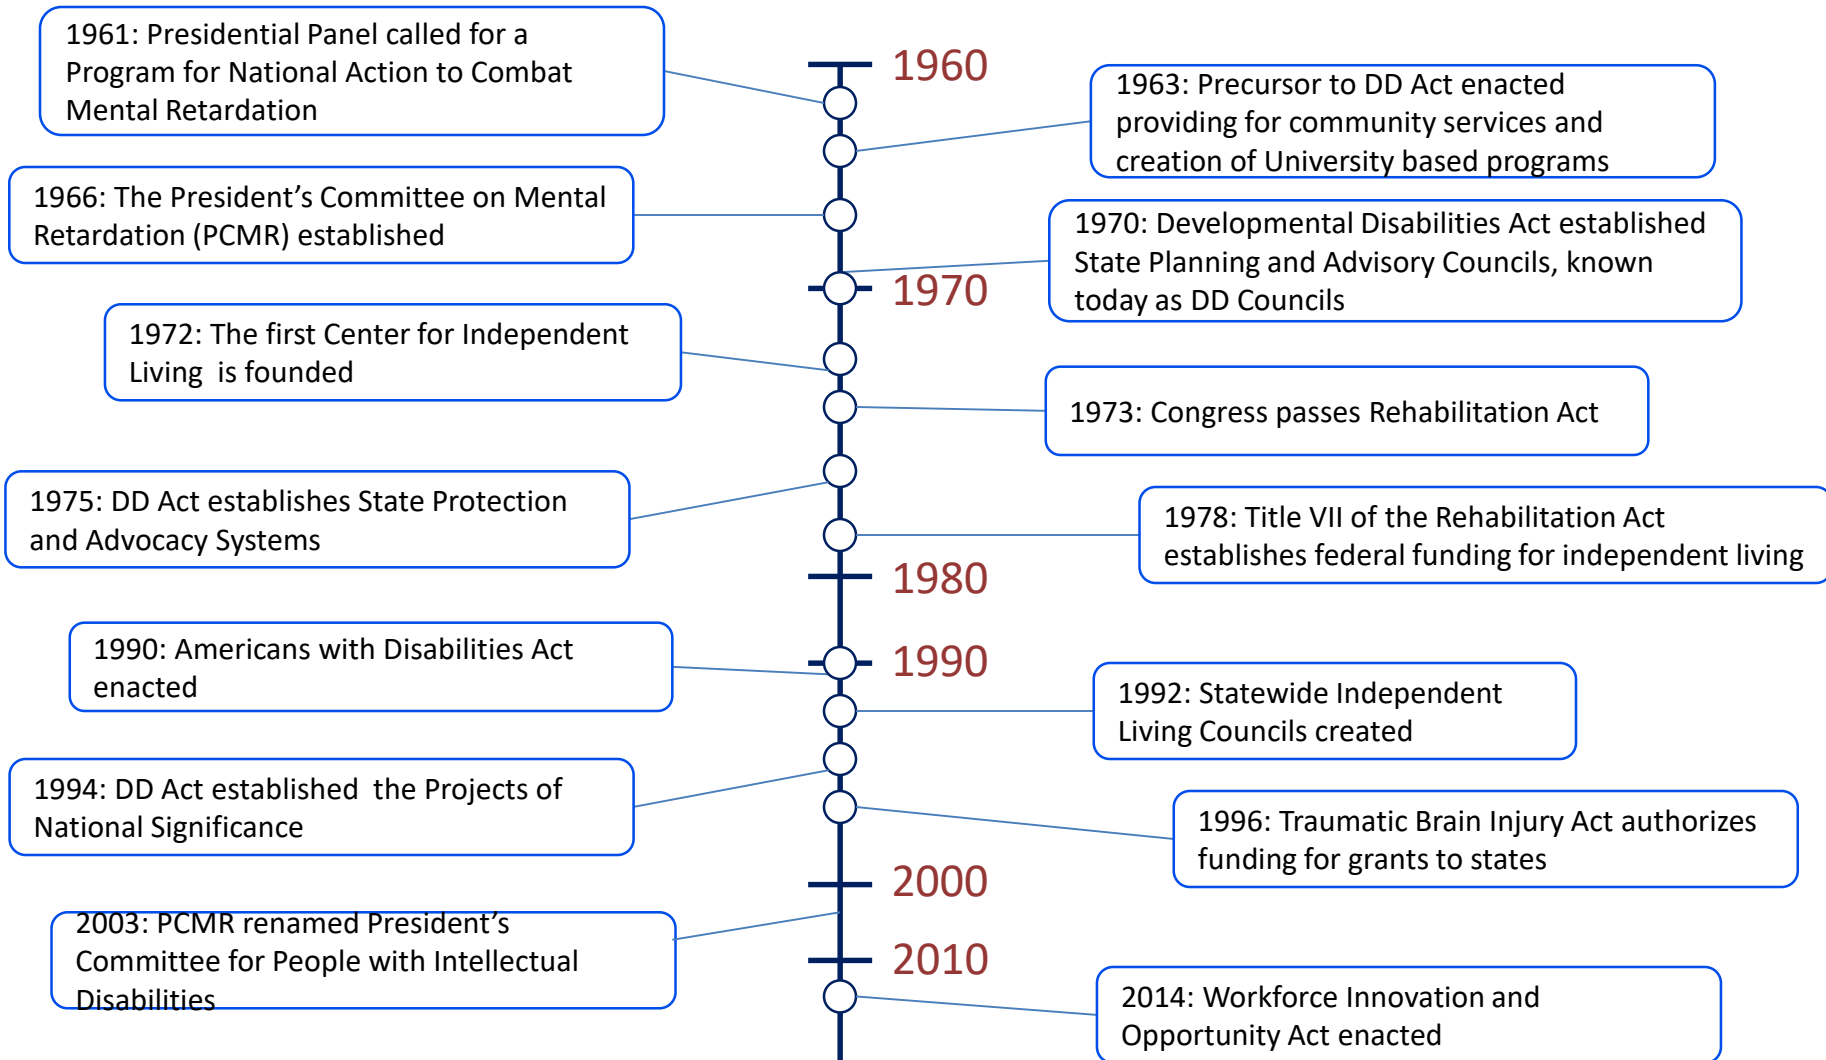 1961: Presidential Panel called for a
Program for National Action to Combat
Mental Retardation
1960
1963: Precursor to DD Act enacted
providing for community services and
creation of University based programs
1966: The President’s Committee on Mental
Retardation (PCMR) established
1970: Developmental Disabilities Act established
State Planning and Advisory Councils, known
today as DD Councils
1970
1972: The first Center for Independent
Living  is founded
1973: Congress passes Rehabilitation Act
1975: DD Act establishes State Protection
and Advocacy Systems
1978: Title VII of the Rehabilitation Act
establishes federal funding for independent living
1980
1990: Americans with Disabilities Act
enacted
1990
1992: Statewide Independent
Living Councils created
1994: DD Act established  the Projects of
National Significance
1996: Traumatic Brain Injury Act authorizes
funding for grants to states
2000
2003: PCMR renamed President’s
Committee for People with Intellectual
Disabilities
2010
2014: Workforce Innovation and
Opportunity Act enacted